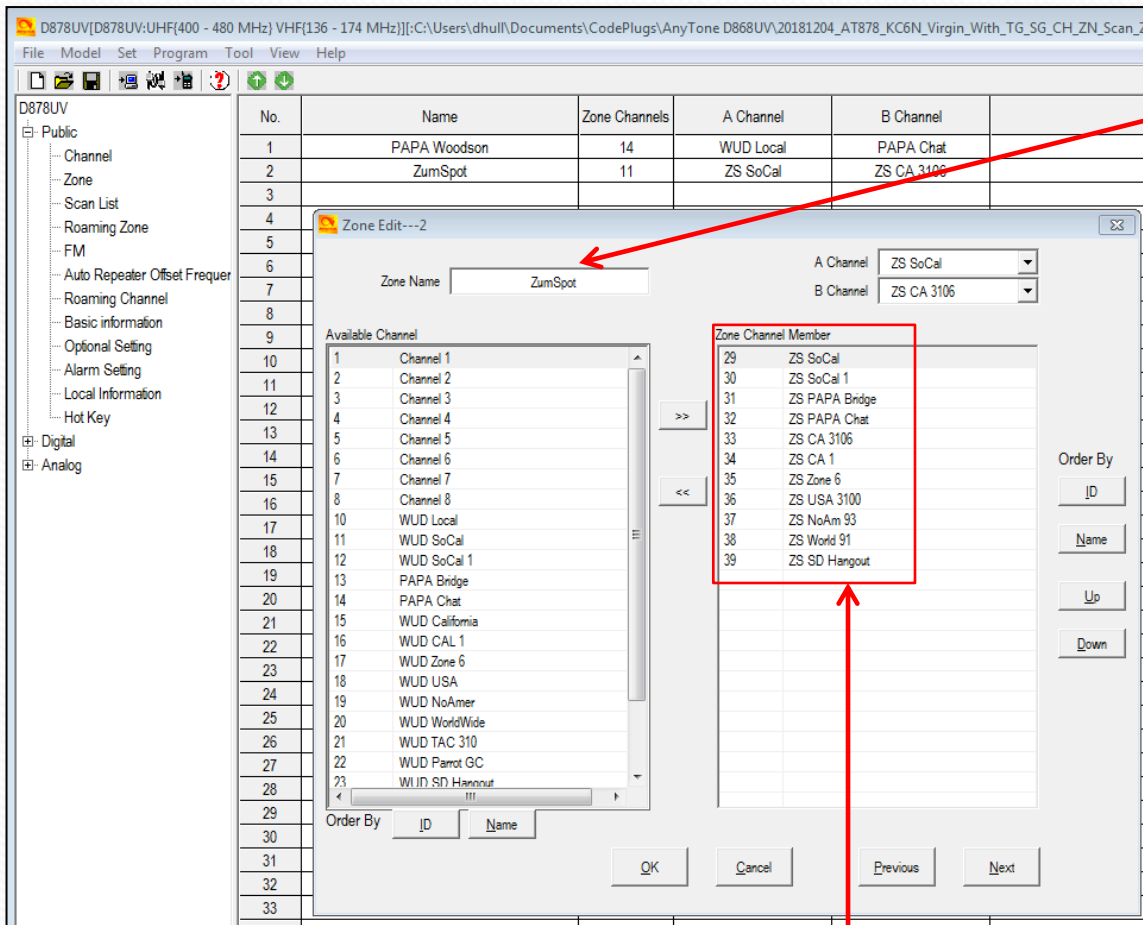 D878UV[D878UV:UHF{400 - 480 MHz} VHF{136 - 174 MHz}][:C:\Users\dhull\Documents\CodePlugs\AnyTone D868UV\20181204_AT878_KC6N_Virgin_With_TG_SG_CH_ZN_Scan_
File Model Set Program Tool View Help
D878UV
Public
Channel
Zone
Scan List
Roaming Zone
FM
Auto Repeater Offset Frequer
Roaming Channel
Basic information
Optional Setting
Alarm Setting
Local Information
Hot Key
Digital
Analog
No. Name Zone Channels A Channel B Channel
1 PAPA Woodson 14 WUD Local PAPA Chat
2 ZumSpot 11 ZS SoCal ZS CA 3106
3
4
5
6
7
8
9
10
11
12
13
14
15
16
17
18
19
20
21
22
23
24
25
26
27
28
29
30
31
32
33
Zone Edit---2
Zone Name ZumSpot
A Channel ZS SoCal
B Channel ZS CA 3106
Available Channel
1 Channel 1
2 Channel 2
3 Channel 3
4 Channel 4
5 Channel 5
6 Channel 6
7 Channel 7
8 Channel 8
10 WUD Local
11 WUD SoCal
12 WUD SoCal 1
13 PAPA Bridge
14 PAPA Chat
15 WUD California
16 WUD CAL 1
17 WUD Zone 6
18 WUD USA
19 WUD NoAmer
20 WUD WorldWide
21 WUD TAC 310
22 WUD Parrot GC
23 WUD SD Hangout
Order By ID Name
>>
<<
Zone Channel Member
29 ZS SoCal
30 ZS SoCal 1
31 ZS PAPA Bridge
32 ZS PAPA Chat
33 ZS CA 3106
34 ZS CA 1
35 ZS Zone 6
36 ZS USA 3100
37 ZS NoAm 93
38 ZS World 91
39 ZS SD Hangout
Order By
ID
Name
Up
Down
OK Cancel Previous Next